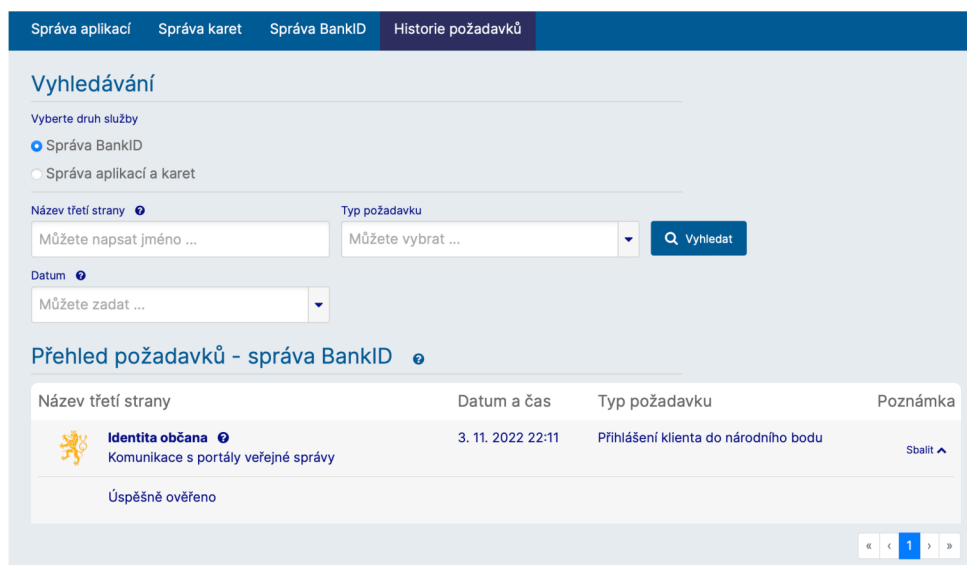 Správa aplikací Správa karet Správa BankID Historie požadavků
Vyhledávání
Vyberte druh služby
Správa BankID
Správa aplikací a karet
Název třetí strany Typ požadavku
Můžete napsat jméno ... Můžete vybrat ... Vyhledat
Datum
Můžete zadat ...
Přehled požadavků - správa BankID
Název třetí strany Datum a čas Typ požadavku Poznámka
Identita občana 3. 11. 2022 22:11 Přihlášení klienta do národního bodu
Komunikace s portály veřejné správy Sbalit
Úspěšně ověřeno
« ‹ 1 › »